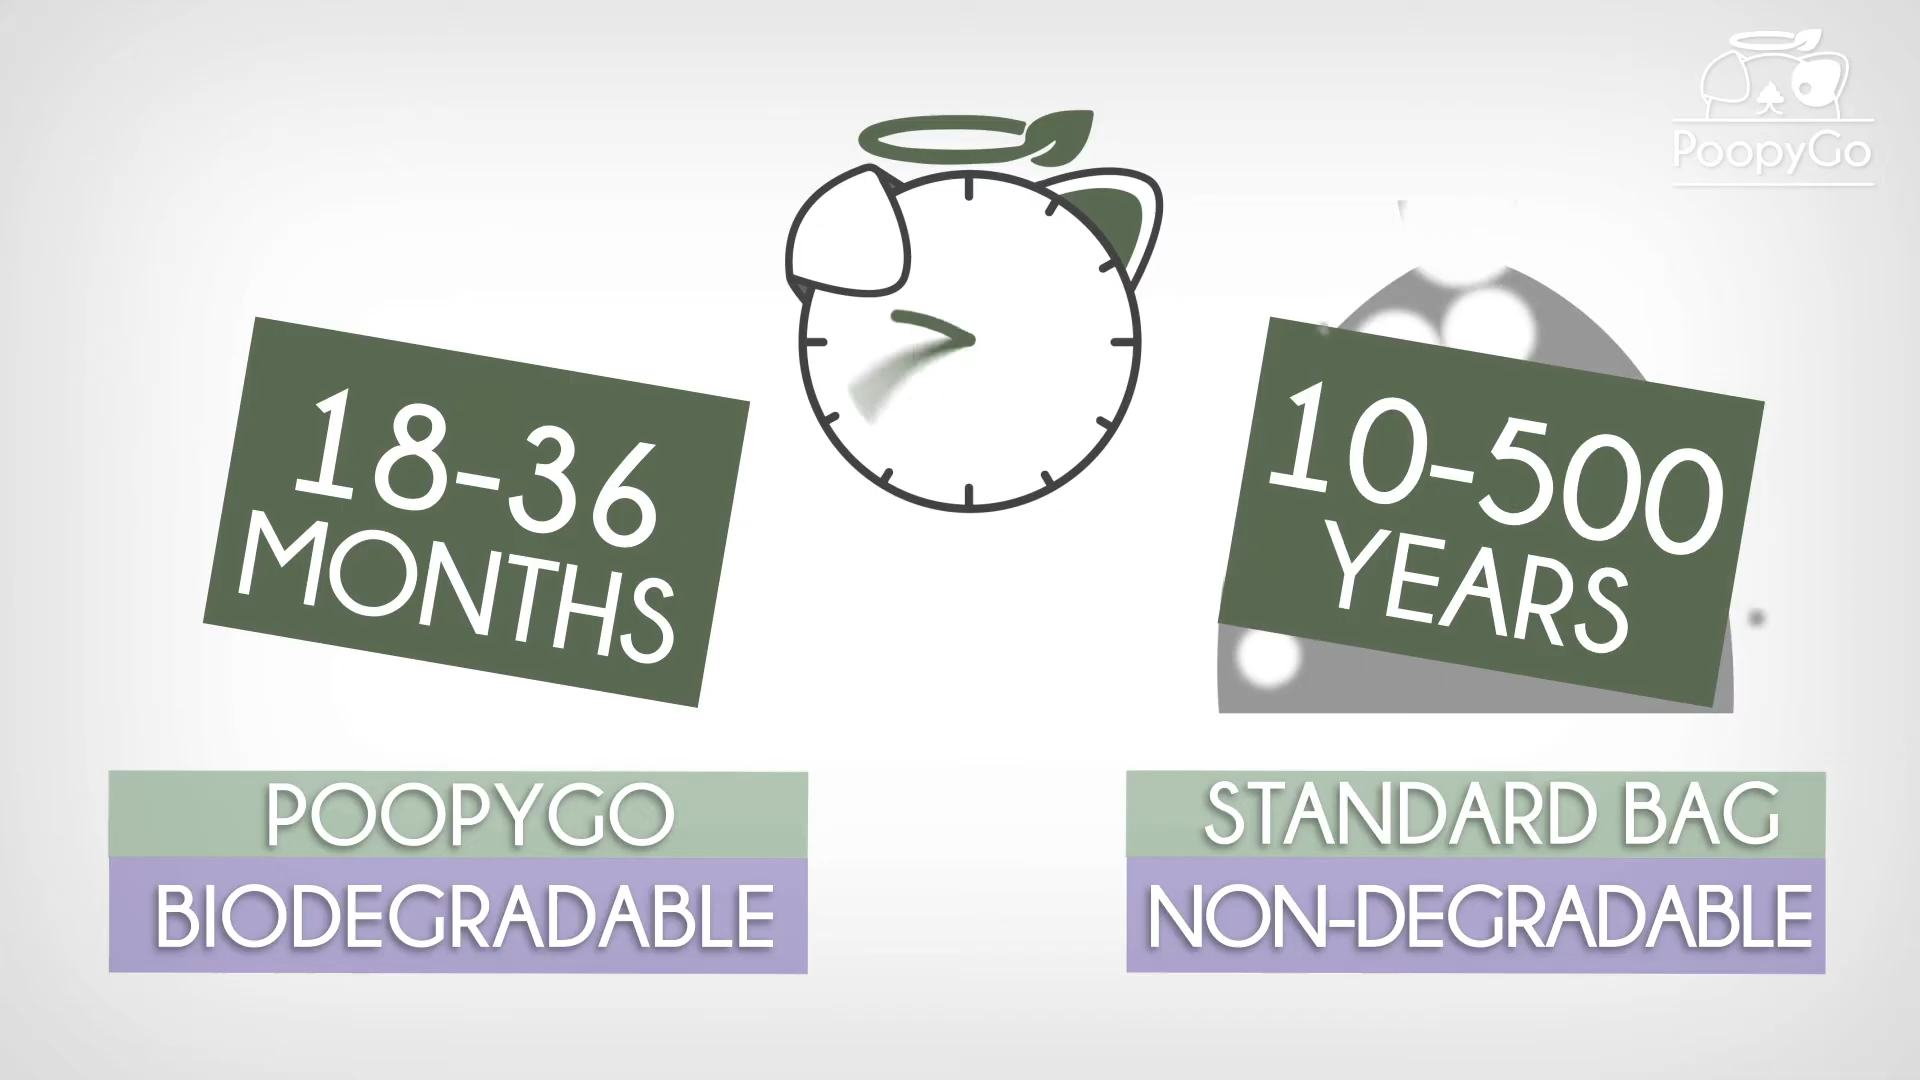 PoopyGo
18-36
MONTHS
10-500
YEARS
POOPYGO
BIODEGRADABLE
STANDARD BAG
NON-DEGRADABLE